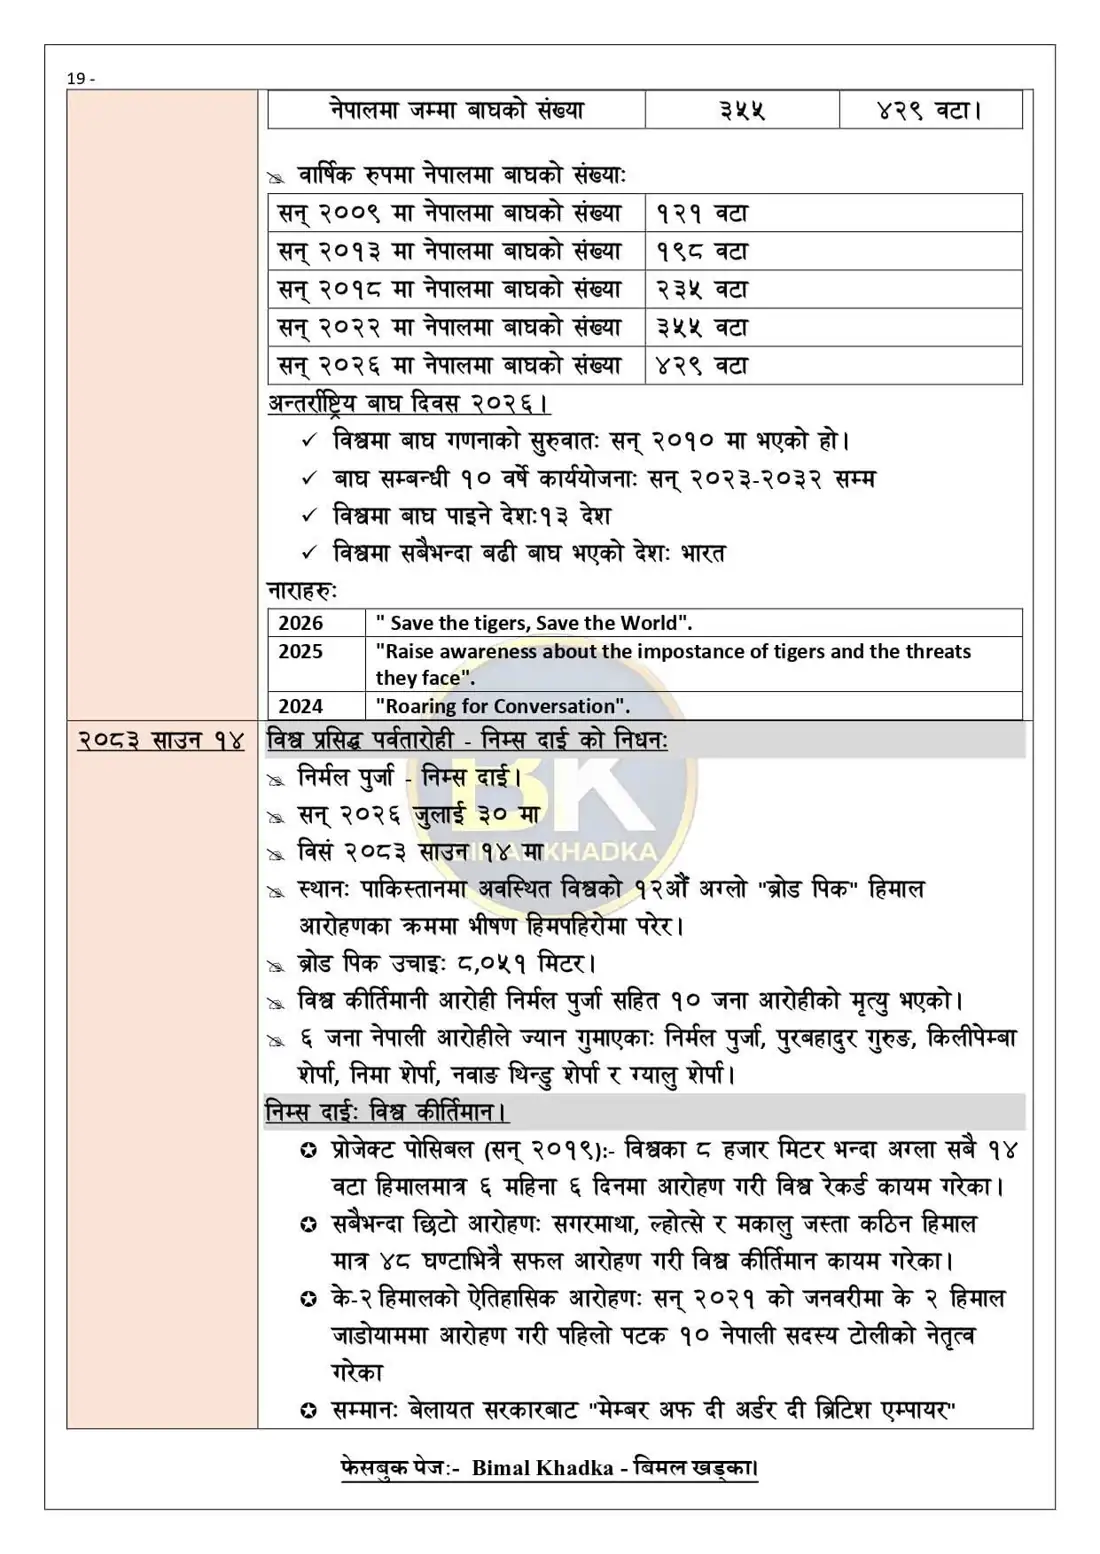 19 -
नेपालमा जम्मा बाघको संख्या ३५५ ४२९ वटा।
वार्षिक रुपमा नेपालमा बाघको संख्याः
सन् २००९ मा नेपालमा बाघको संख्या १२१ वटा
सन् २०१३ मा नेपालमा बाघको संख्या १९८ वटा
सन् २०१८ मा नेपालमा बाघको संख्या २३५ वटा
सन् २०२२ मा नेपालमा बाघको संख्या ३५५ वटा
सन् २०२६ मा नेपालमा बाघको संख्या ४२९ वटा
अन्तर्राष्ट्रिय बाघ दिवस २०२६।
✓ विश्वमा बाघ गणनाको सुरुवातः सन् २०१० मा भएको हो।
✓ बाघ सम्बन्धी १० वर्षे कार्ययोजनाः सन् २०२३-२०३२ सम्म
✓ विश्वमा बाघ पाइने देशः१३ देश
✓ विश्वमा सबैभन्दा बढी बाघ भएको देशः भारत
नाराहरुः
2026 " Save the tigers, Save the World".
2025 "Raise awareness about the impostance of tigers and the threats
they face".
2024 "Roaring for Conversation".
२०८३ साउन १४ विश्व प्रसिद्ध पर्वतारोही - निम्स दाई को निधनः
निर्मल पुर्जा - निम्स दाई।
सन् २०२६ जुलाई ३० मा
विसं २०८३ साउन १४ मा
BK
BIMAL KHADKA
स्थानः पाकिस्तानमा अवस्थित विश्वको १२औं अग्लो "ब्रोड पिक" हिमाल
आरोहणका क्रममा भीषण हिमपहिरोमा परेर।
ब्रोड पिक उचाइः ८,०५१ मिटर।
विश्व कीर्तिमानी आरोही निर्मल पुर्जा सहित १० जना आरोहीको मृत्यु भएको।
६ जना नेपाली आरोहीले ज्यान गुमाएकाः निर्मल पुर्जा, पुरबहादुर गुरुङ, किलीपेम्बा
शेर्पा, निमा शेर्पा, नवाङ थिन्डु शेर्पा र ग्यालु शेर्पा।
निम्स दाईः विश्व कीर्तिमान।
प्रोजेक्ट पोसिबल (सन् २०१९):- विश्वका ८ हजार मिटर भन्दा अग्ला सबै १४
वटा हिमालमात्र ६ महिना ६ दिनमा आरोहण गरी विश्व रेकर्ड कायम गरेका।
सबैभन्दा छिटो आरोहणः सगरमाथा, ल्होत्से र मकालु जस्ता कठिन हिमाल
मात्र ४८ घण्टाभित्रै सफल आरोहण गरी विश्व कीर्तिमान कायम गरेका।
के-२ हिमालको ऐतिहासिक आरोहणः सन् २०२१ को जनवरीमा के २ हिमाल
जाडोयाममा आरोहण गरी पहिलो पटक १० नेपाली सदस्य टोलीको नेतृत्व
गरेका
सम्मानः बेलायत सरकारबाट "मेम्बर अफ दी अर्डर दी ब्रिटिश एम्पायर"
फेसबुक पेज:- Bimal Khadka - बिमल खड्का।